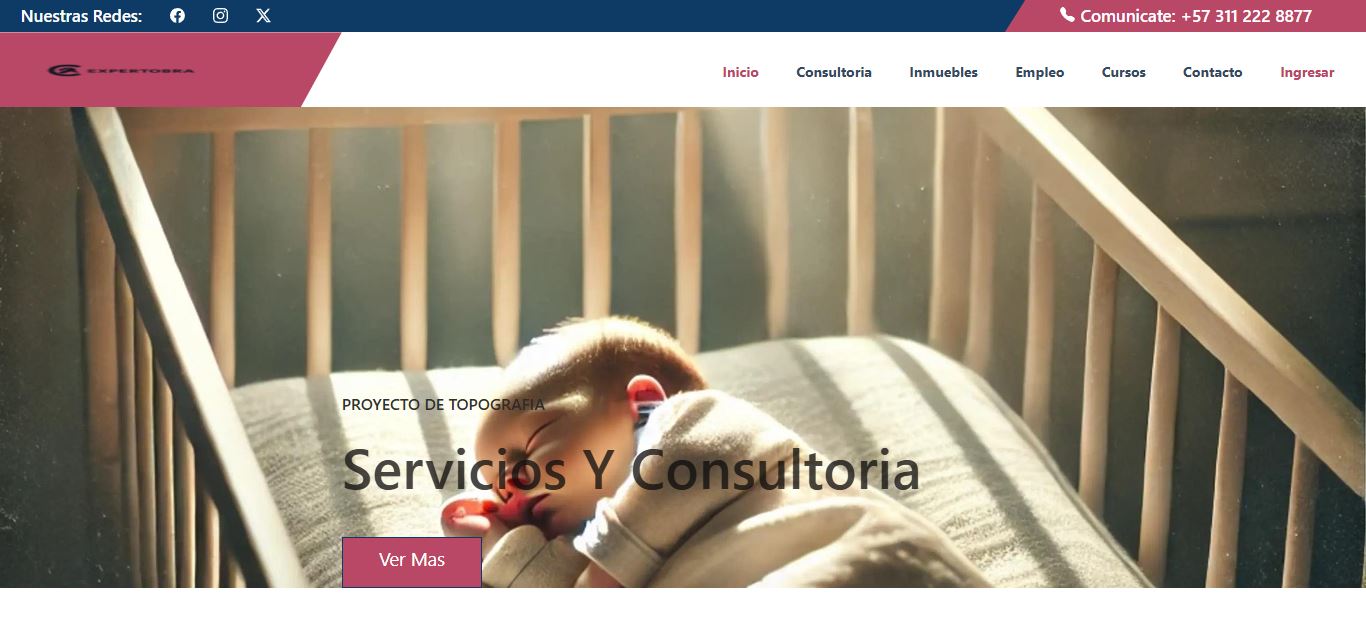 Nuestras Redes:
Comunicate: +57 311 222 8877
EXPERTOBRA
Inicio Consultoria Inmuebles Empleo Cursos Contacto Ingresar
PROYECTO DE TOPOGRAFIA
Servicios Y Consultoria
Ver Mas